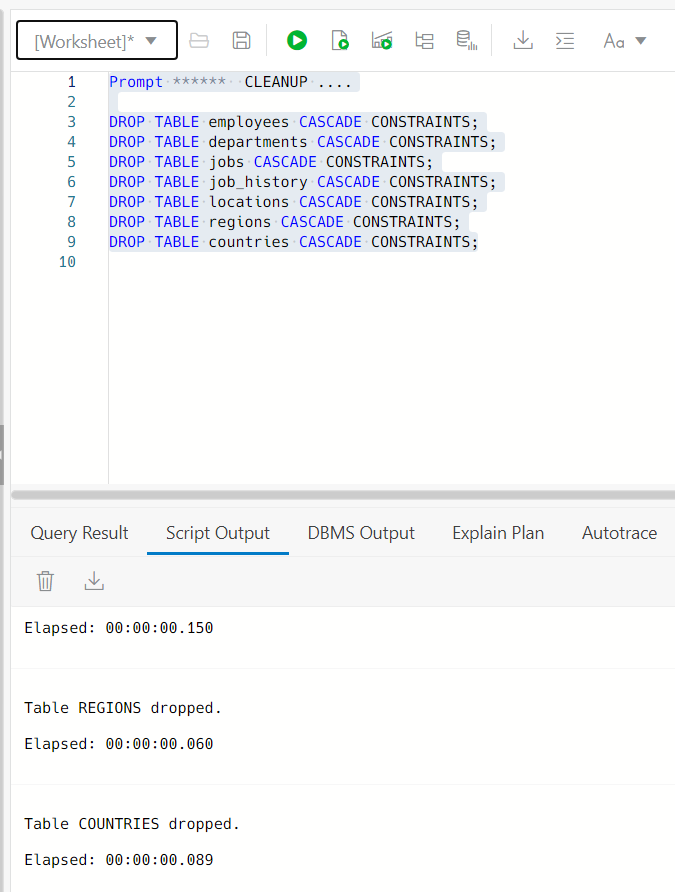 [Worksheet]*
Aa
1 Prompt ****** CLEANUP ....
2
3 DROP TABLE employees CASCADE CONSTRAINTS;
4 DROP TABLE departments CASCADE CONSTRAINTS;
5 DROP TABLE jobs CASCADE CONSTRAINTS;
6 DROP TABLE job_history CASCADE CONSTRAINTS;
7 DROP TABLE locations CASCADE CONSTRAINTS;
8 DROP TABLE regions CASCADE CONSTRAINTS;
9 DROP TABLE countries CASCADE CONSTRAINTS;
10
Query Result Script Output DBMS Output Explain Plan Autotrace
Elapsed: 00:00:00.150
Table REGIONS dropped.
Elapsed: 00:00:00.060
Table COUNTRIES dropped.
Elapsed: 00:00:00.089